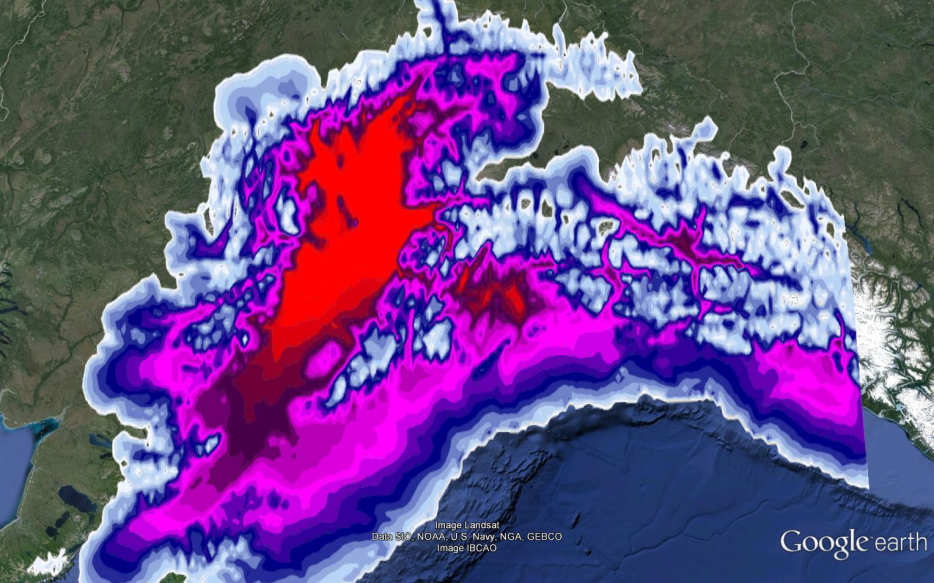 Image Landsat
Data SIO, NOAA, U.S. Navy, NGA, GEBCO
Image IBCAO
Google earth